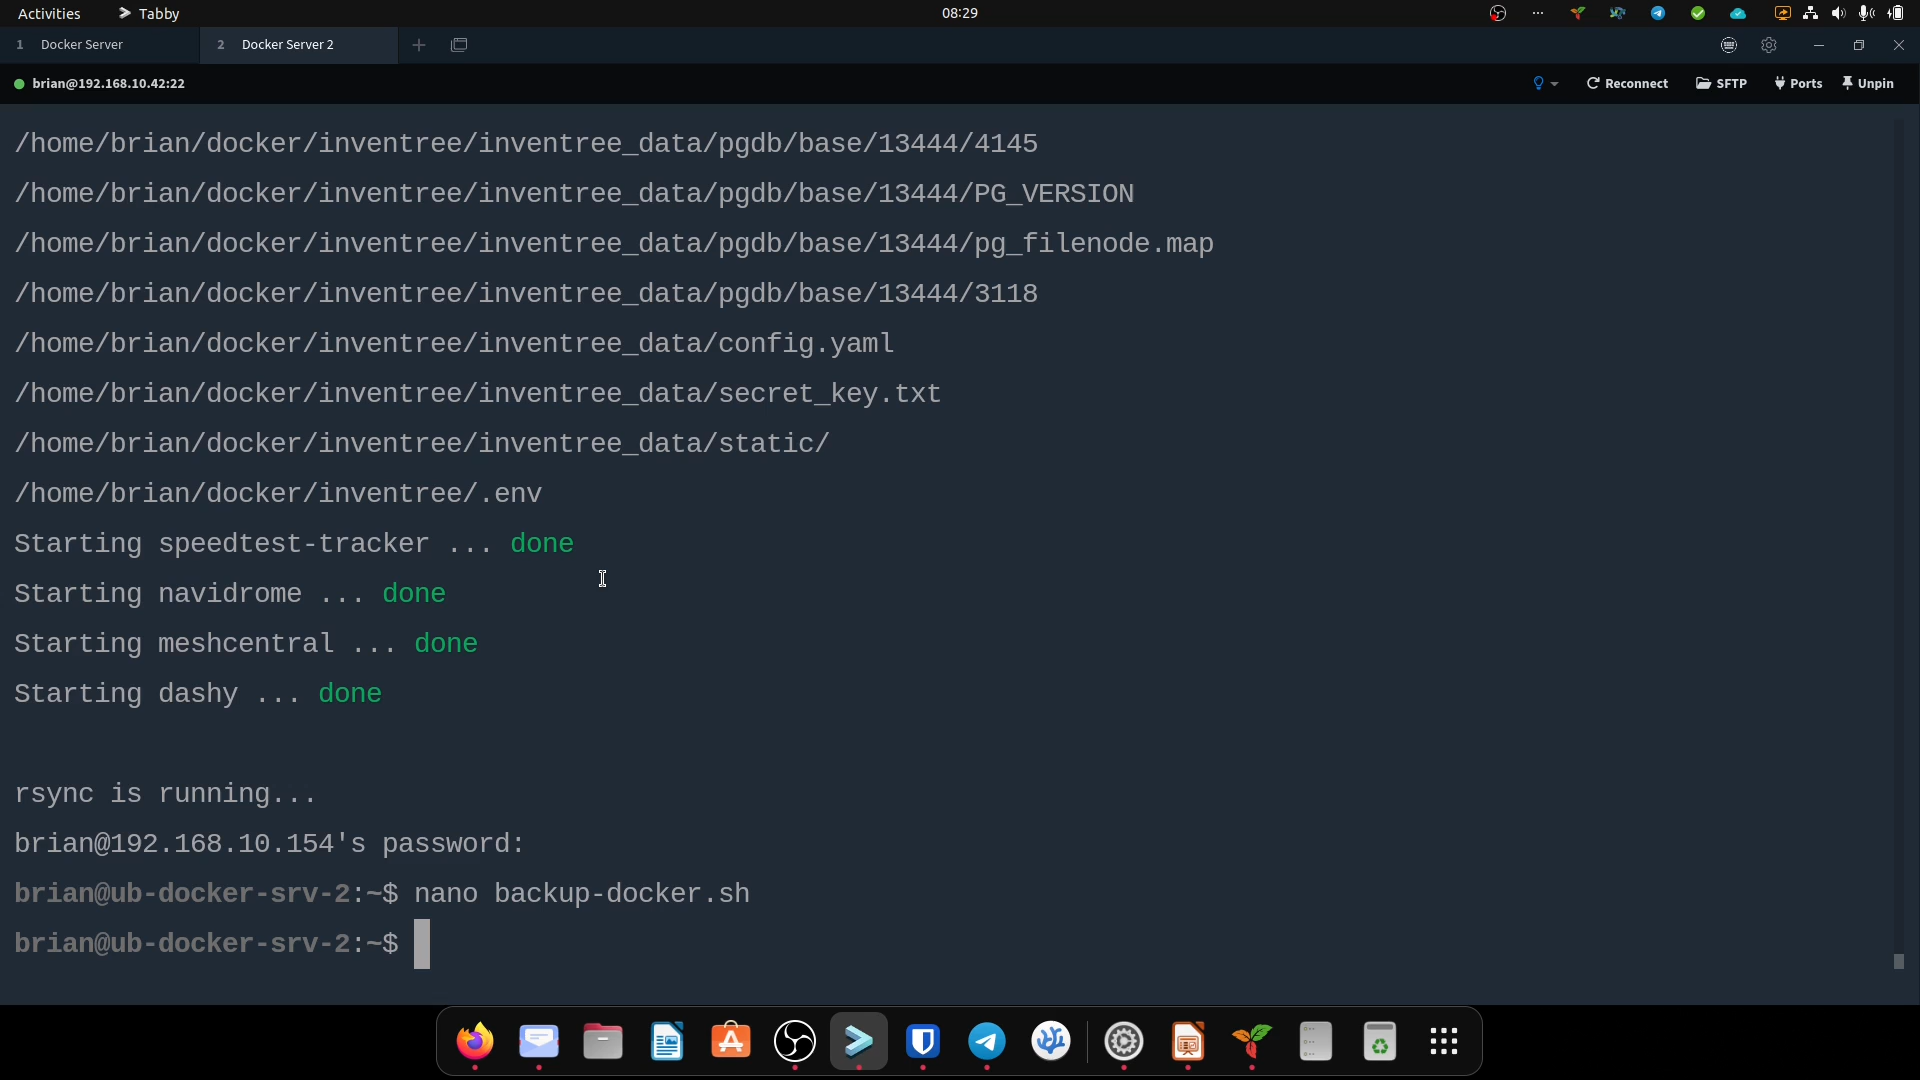 Activities
Tabby
08:29
1 Docker Server
2 Docker Server 2
brian@192.168.10.42:22
Reconnect
SFTP
Ports
Unpin
/home/brian/docker/inventree/inventree_data/pgdb/base/13444/4145
/home/brian/docker/inventree/inventree_data/pgdb/base/13444/PG_VERSION
/home/brian/docker/inventree/inventree_data/pgdb/base/13444/pg_filenode.map
/home/brian/docker/inventree/inventree_data/pgdb/base/13444/3118
/home/brian/docker/inventree/inventree_data/config.yaml
/home/brian/docker/inventree/inventree_data/secret_key.txt
/home/brian/docker/inventree/inventree_data/static/
/home/brian/docker/inventree/.env
Starting speedtest-tracker ... done
Starting navidrome ... done
Starting meshcentral ... done
Starting dashy ... done
rsync is running...
brian@192.168.10.154's password:
brian@ub-docker-srv-2:~$ nano backup-docker.sh
brian@ub-docker-srv-2:~$